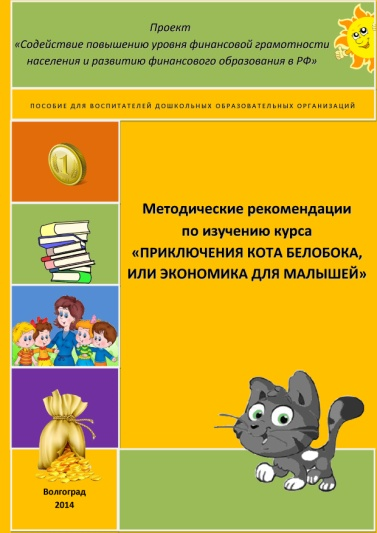 Проект
«Содействие повышению уровня финансовой грамотности
населения и развитию финансового образования в РФ»
ПОСОБИЕ ДЛЯ ВОСПИТАТЕЛЕЙ ДОШКОЛЬНЫХ ОБРАЗОВАТЕЛЬНЫХ ОРГАНИЗАЦИЙ
1
Методические рекомендации
по изучению курса
«ПРИКЛЮЧЕНИЯ КОТА БЕЛОБОКА,
ИЛИ ЭКОНОМИКА ДЛЯ МАЛЫШЕЙ»
Волгоград
2014